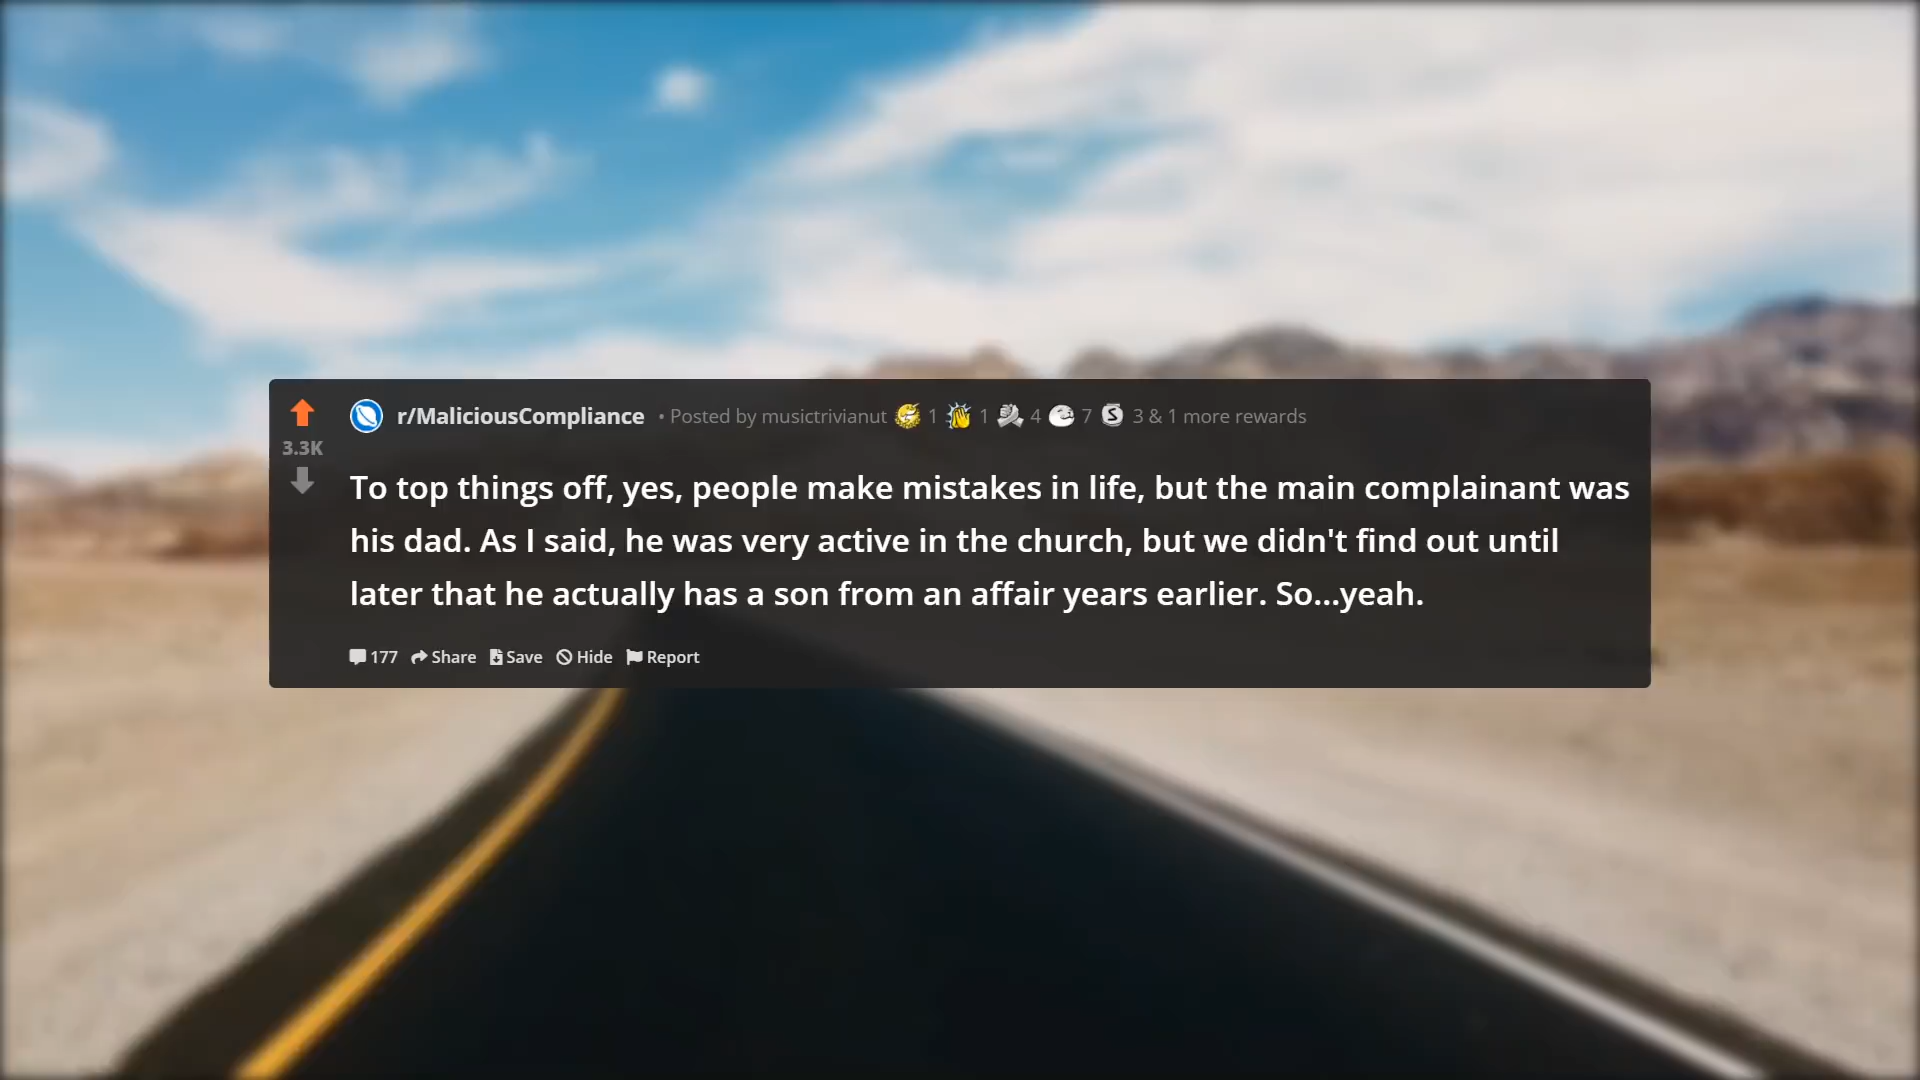 r/MaliciousCompliance • Posted by musictrivianut 1 1 4 7 3 & 1 more rewards
3.3K
To top things off, yes, people make mistakes in life, but the main complainant was
his dad. As I said, he was very active in the church, but we didn't find out until
later that he actually has a son from an affair years earlier. So...yeah.
177 Share Save Hide Report